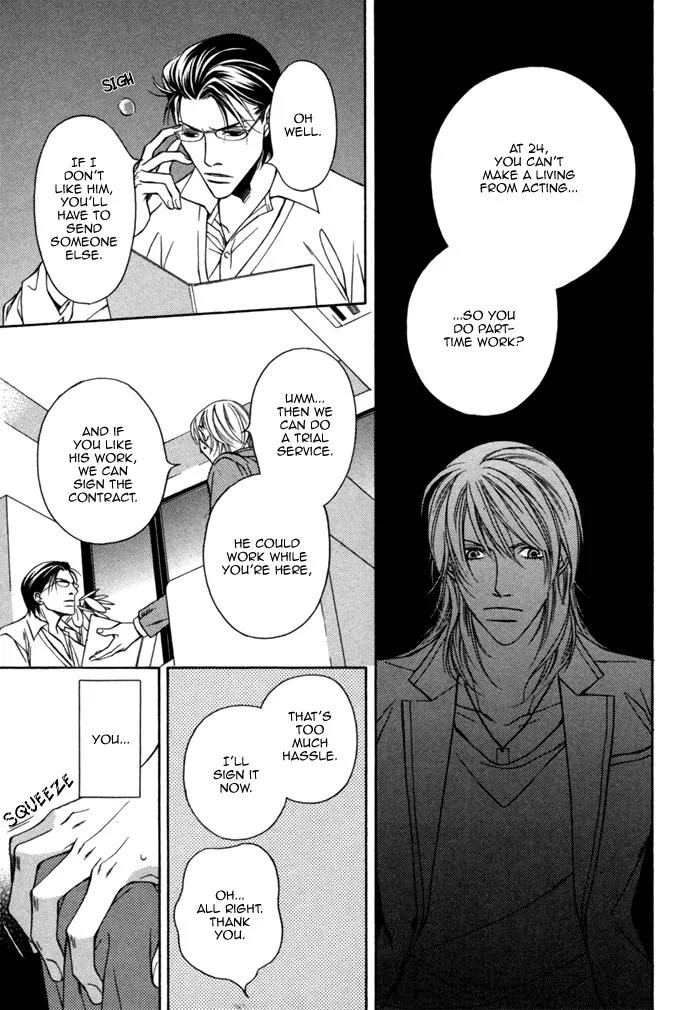 AT 24,
YOU CAN'T
MAKE A LIVING
FROM ACTING...
...SO YOU
DO PART-
TIME WORK?
OH
WELL.
SIGH
IF I
DON'T
LIKE HIM,
YOU'LL
HAVE TO
SEND
SOMEONE
ELSE.
UMM...
THEN WE
CAN DO
A TRIAL
SERVICE.
HE COULD
WORK WHILE
YOU'RE HERE,
AND IF
YOU LIKE
HIS WORK,
WE CAN
SIGN THE
CONTRACT.
THAT'S
TOO
MUCH
HASSLE.
I'LL
SIGN IT
NOW.
OH...
ALL RIGHT.
THANK
YOU.
YOU...
SQUEEZE